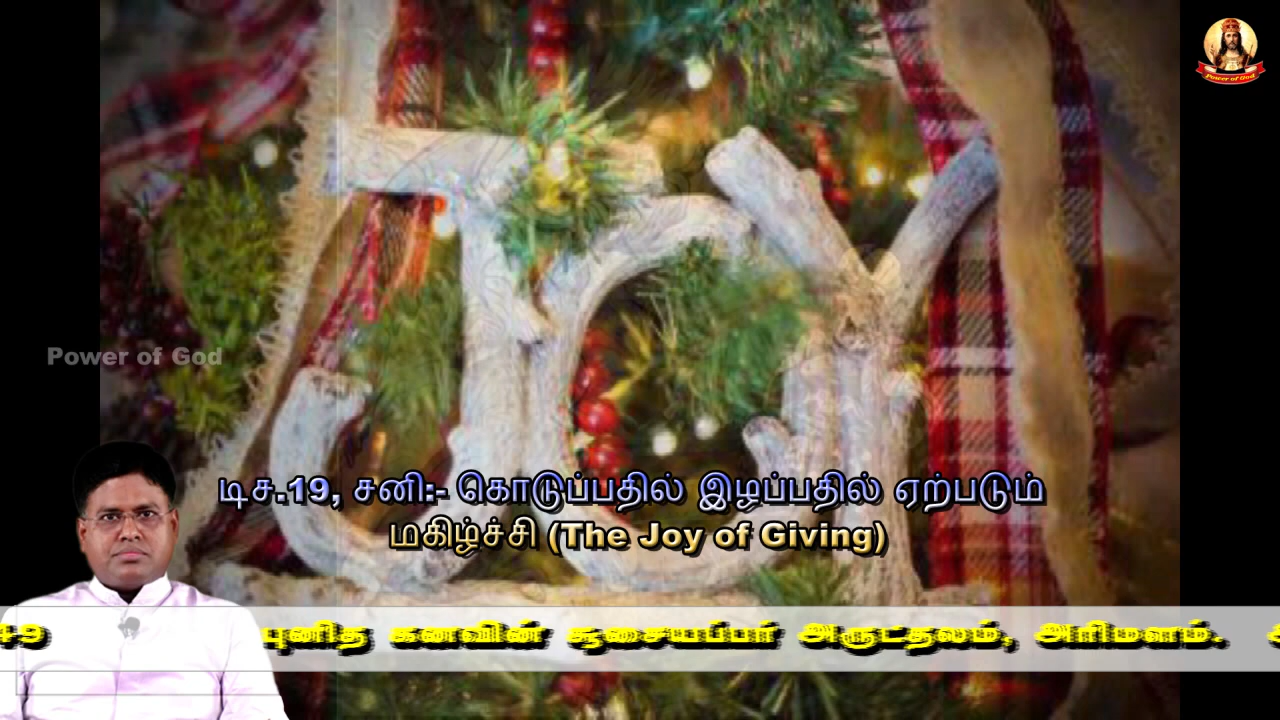 JOY
Power of God
Power of God
டிச.19, சனி:- கொடுப்பதில் இழப்பதில் ஏற்படும்
மகிழ்ச்சி (The Joy of Giving)
புனித கனவின் சூசையப்பர் அருட்தலம், அரிமளம்.